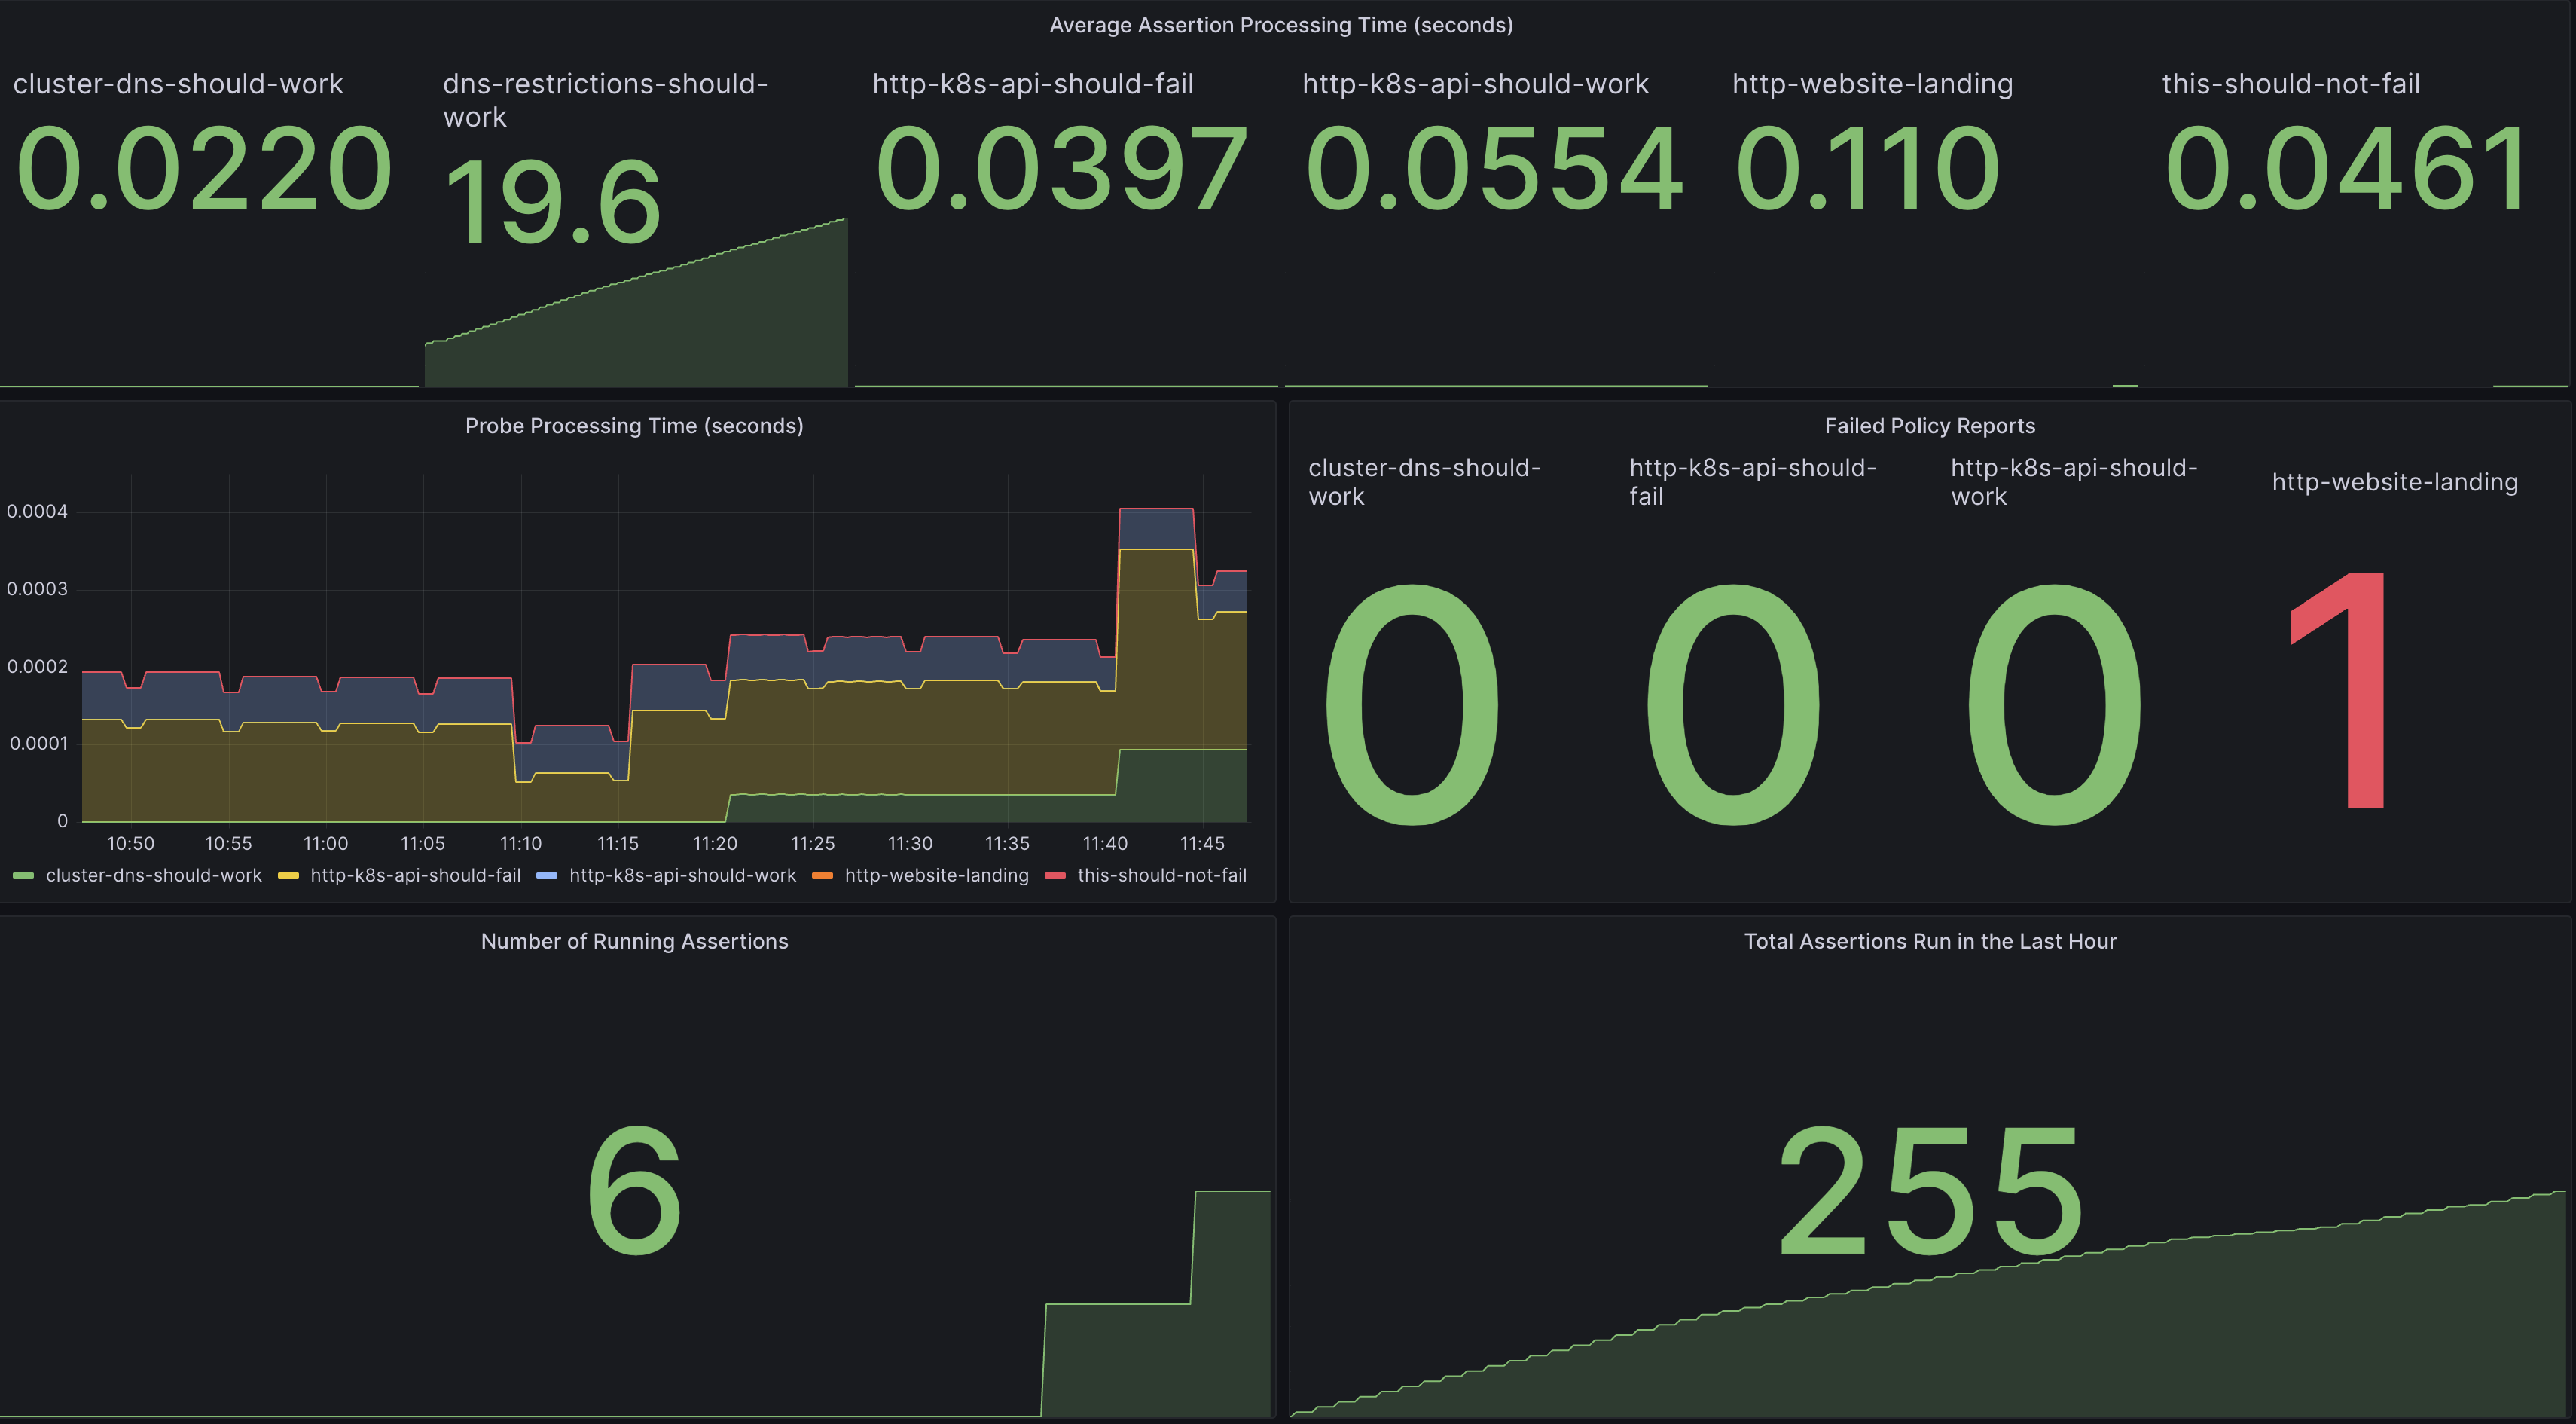 Average Assertion Processing Time (seconds)
cluster-dns-should-work
0.0220
dns-restrictions-should-
work
19.6
http-k8s-api-should-fail
0.0397
http-k8s-api-should-work
0.0554
http-website-landing
0.110
this-should-not-fail
0.0461
Probe Processing Time (seconds)
0.0004
0.0003
0.0002
0.0001
0
10:50 10:55 11:00 11:05 11:10 11:15 11:20 11:25 11:30 11:35 11:40 11:45
cluster-dns-should-work http-k8s-api-should-fail http-k8s-api-should-work http-website-landing this-should-not-fail
Failed Policy Reports
cluster-dns-should-
work
0
http-k8s-api-should-
fail
0
http-k8s-api-should-
work
0
http-website-landing
1
Number of Running Assertions
6
Total Assertions Run in the Last Hour
255